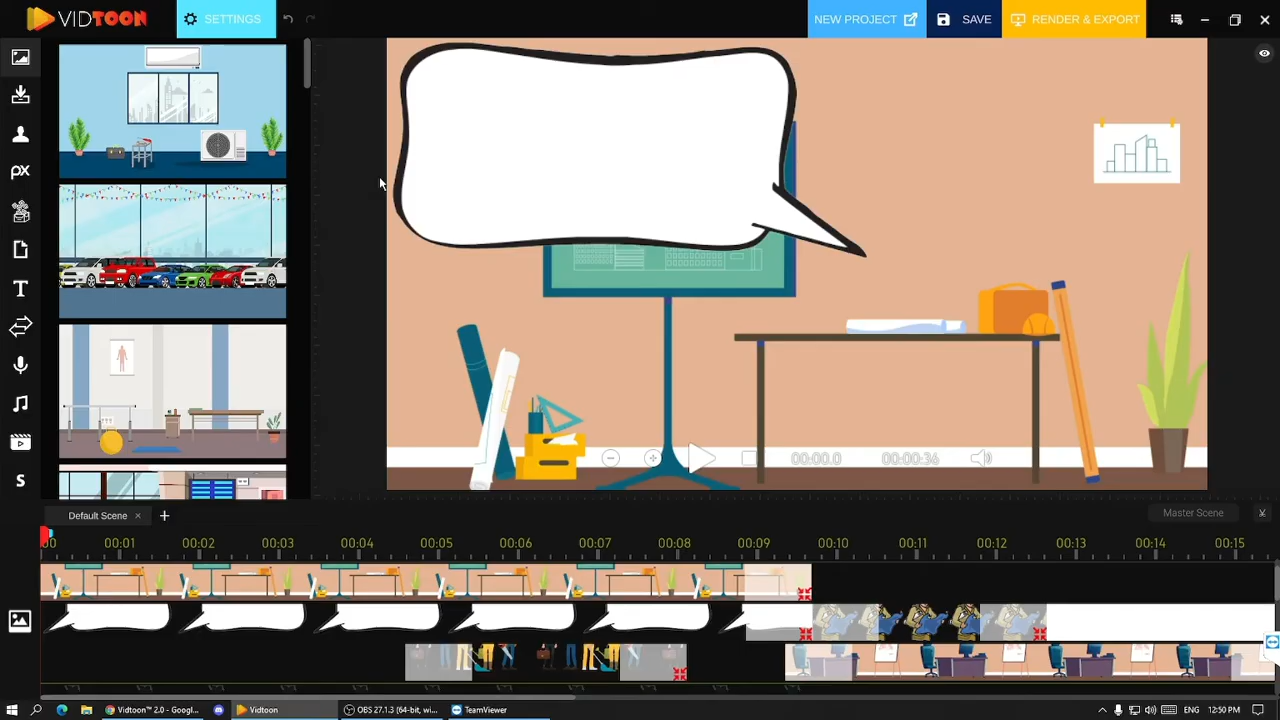 VIDTOON
SETTINGS
NEW PROJECT
SAVE
RENDER & EXPORT
px
T
S
00:00.0
00:00:36
Default Scene × +
Master Scene
00
00:01
00:02
00:03
00:04
00:05
00:06
00:07
00:08
00:09
00:10
00:11
00:12
00:13
00:14
00:15
Vidtoon™ 2.0 - Googl...
Vidtoon
OBS 27.1.3 (64-bit, wi...
TeamViewer
ENG
12:50 PM